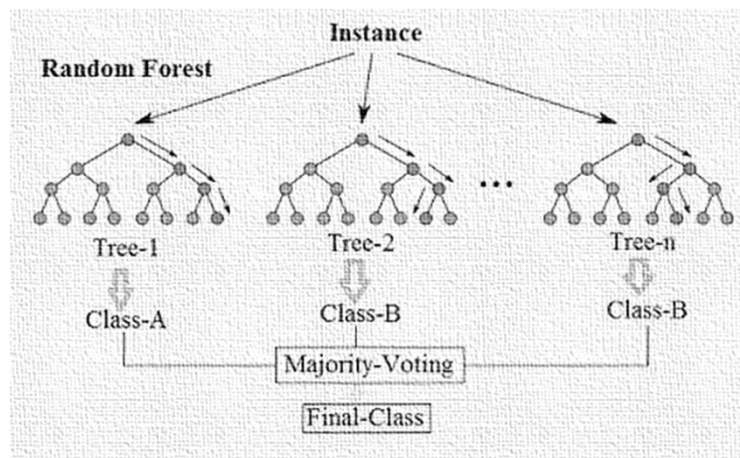 Instance
Random Forest
...
Tree-1
Tree-2
Tree-n
Class-A
Class-B
Class-B
Majority-Voting
Final-Class